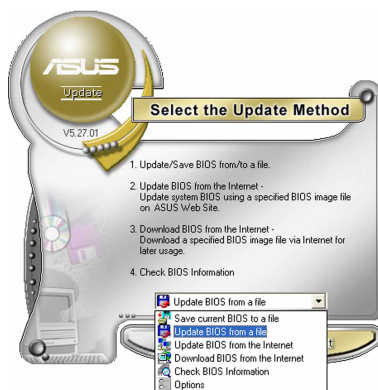 ASUS
Update
V5.27.01
Select the Update Method
1. Update/Save BIOS from/to a file.
2. Update BIOS from the Internet -
Update system BIOS using a specified BIOS image file
on ASUS Web Site.
3. Download BIOS from the Internet -
Download a specified BIOS image file via Internet for
later usage.
4. Check BIOS Information
Update BIOS from a file
Save current BIOS to a file
Update BIOS from a file
Update BIOS from the Internet
Download BIOS from the Internet
Check BIOS Information
Options